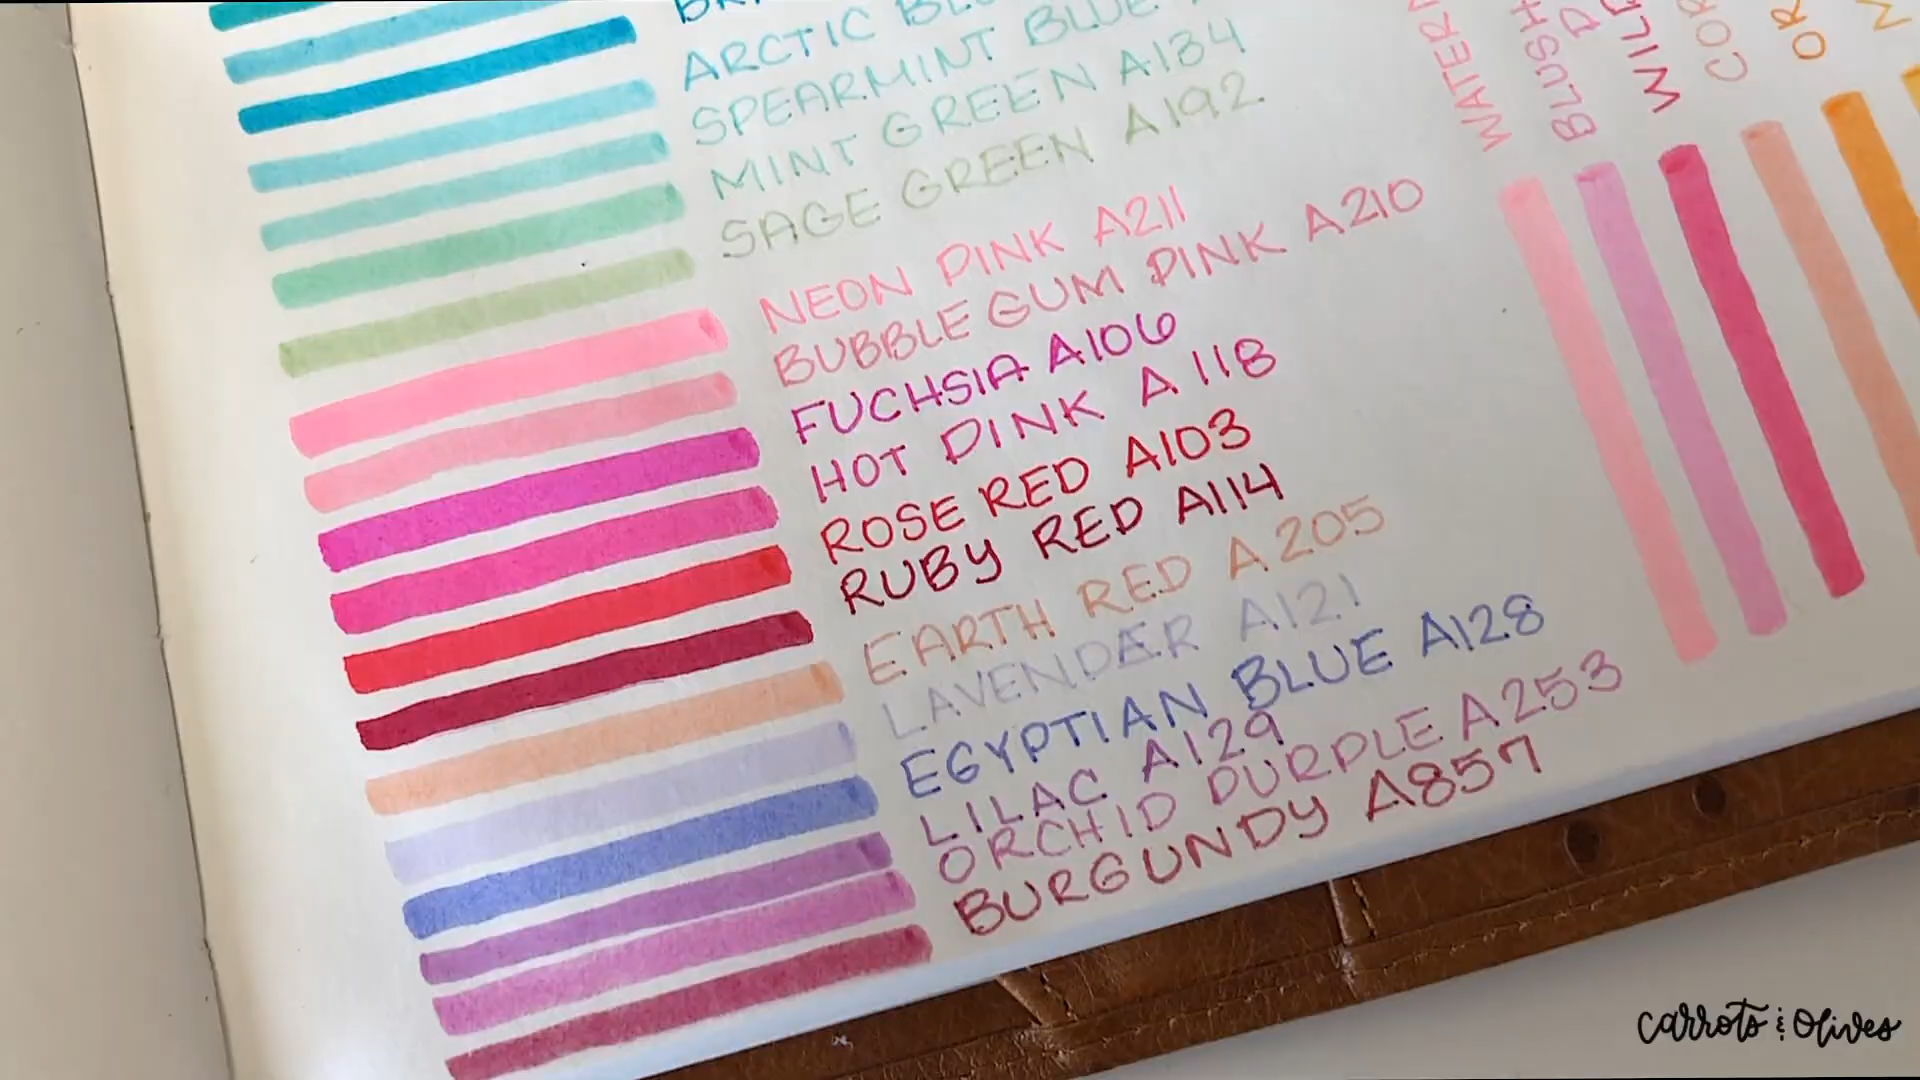 ARCTIC
SPEARMINT BLUE
MINT GREEN A134
SAGE GREEN A192
NEON PINK A211
BUBBLE GUM PINK A210
FUCHSIA A106
HOT PINK A118
ROSE RED A103
RUBY RED A114
EARTH RED A205
LAVENDER A121
EGYPTIAN BLUE A128
LILAC A129
ORCHID PURPLE A253
BURGUNDY A857
BLUSH
carrots & Olives